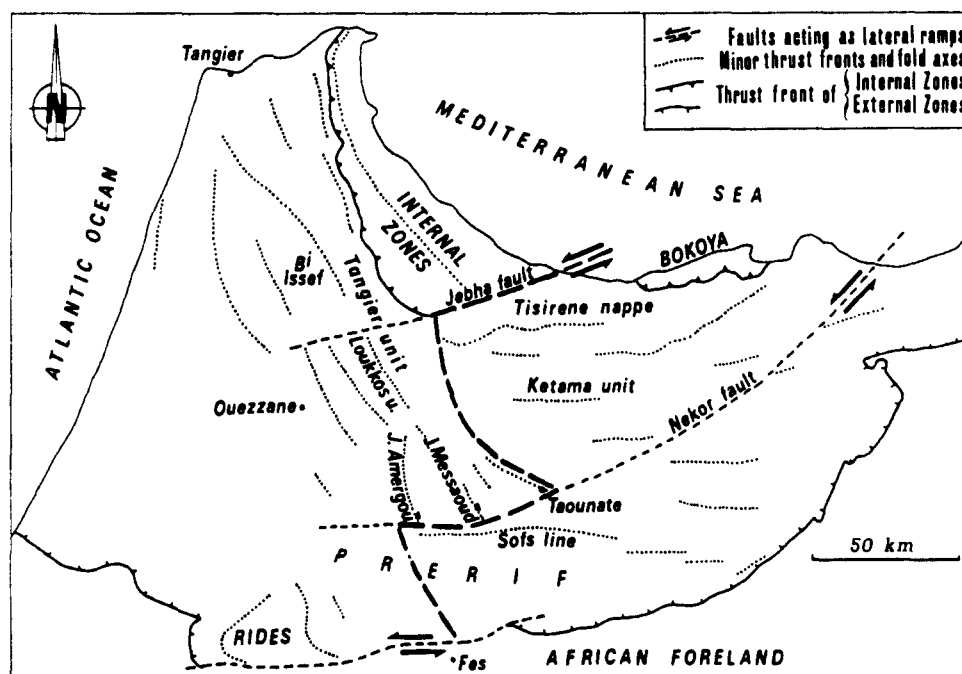 Tangier
N
Faults acting as lateral ramps
Minor thrust fronts and fold axes
Thrust front of { Internal Zones
External Zones
MEDITERRANEAN SEA
ATLANTIC OCEAN
INTERNAL
ZONES
BOKOYA
Bi
Issef
Tangier unit
Jebha fault
Tisirene nappe
Loukkos u.
Ketama unit
Ouezzane
Nekor fault
J. Amergou
J. Messaoud
Taounate
Šofs line
50 km
PRERIF
RIDES
Fes
AFRICAN FORELAND